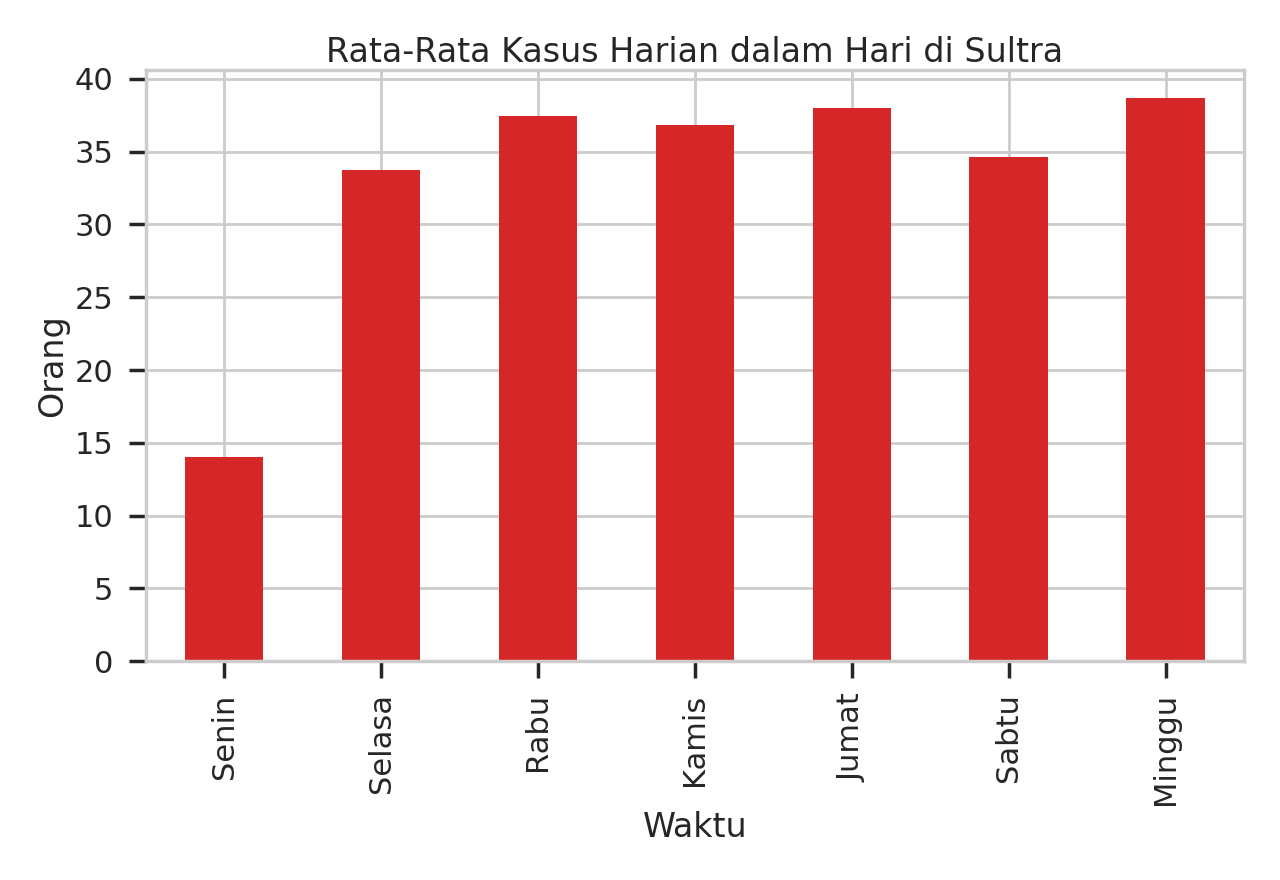 Rata-Rata Kasus Harian dalam Hari di Sultra
40
35
30
25
20
15
10
5
0
Orang
Senin
Selasa
Rabu
Kamis
Jumat
Sabtu
Minggu
Waktu